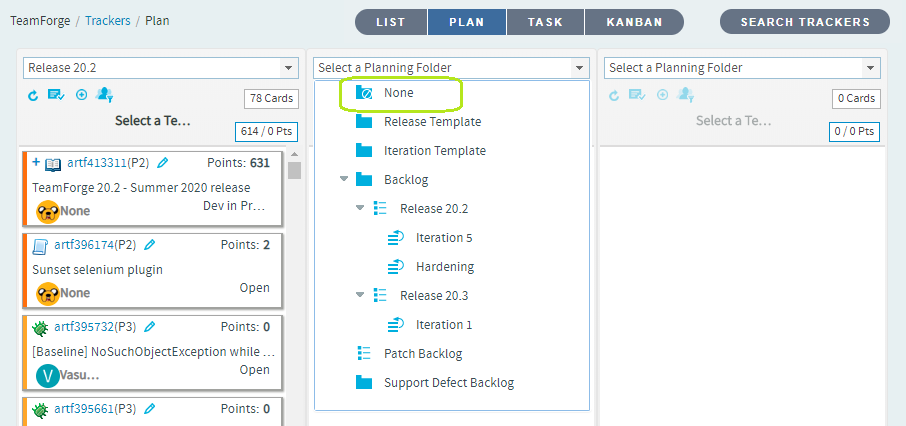 TeamForge / Trackers / Plan
LIST PLAN TASK KANBAN
SEARCH TRACKERS
Release 20.2
78 Cards
Select a Te...
614 / 0 Pts
+ artf413311(P2) Points: 631
TeamForge 20.2 - Summer 2020 release
Dev in Pr...
None
artf396174(P2) Points: 2
Sunset selenium plugin
Open
None
artf395732(P3) Points: 0
[Baseline] NoSuchObjectException while ...
Open
V Vasu...
artf395661(P3) Points: 0
Select a Planning Folder
None
Release Template
Iteration Template
Backlog
Release 20.2
Iteration 5
Hardening
Release 20.3
Iteration 1
Patch Backlog
Support Defect Backlog
Select a Planning Folder
0 Cards
Select a Te...
0 / 0 Pts